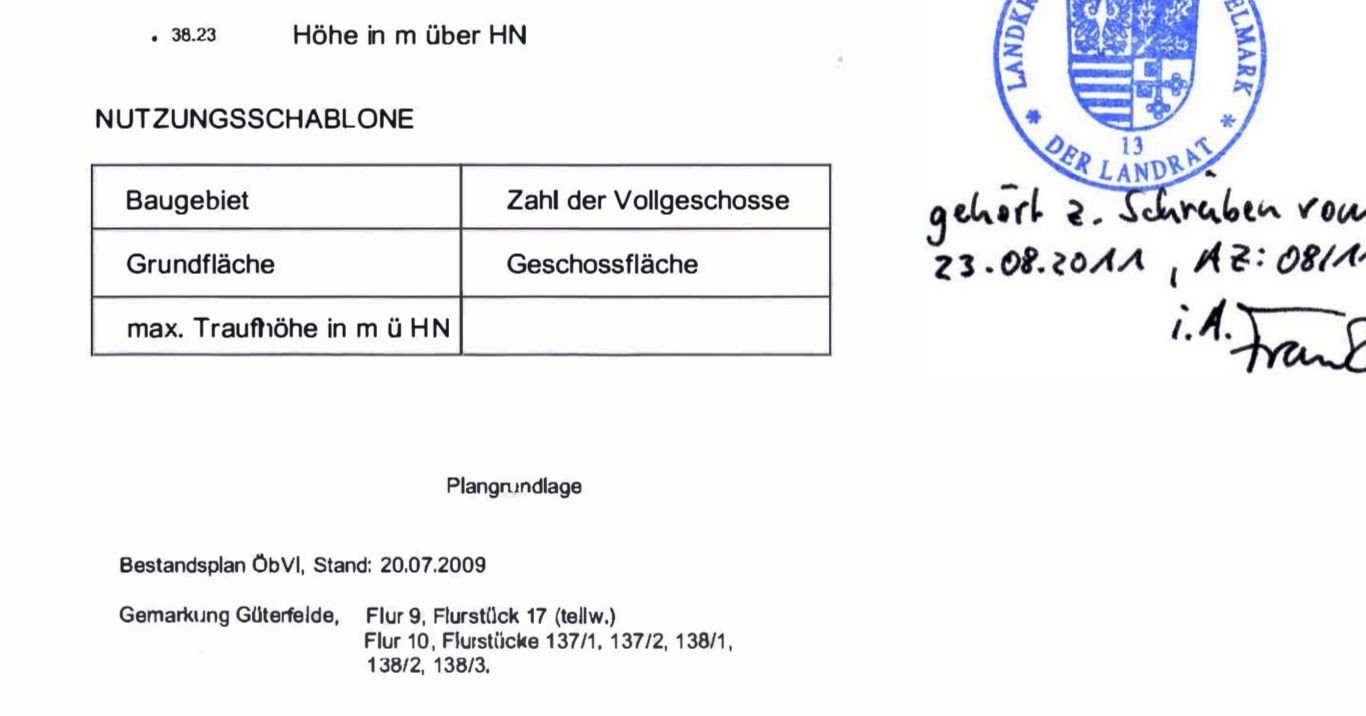 . 38.23 Höhe in m über HN
NUTZUNGSSCHABLONE
Baugebiet Zahl der Vollgeschosse
Grundfläche Geschossfläche
max. Traufhöhe in m ü HN
Plangrundlage
Bestandsplan ÖbVI, Stand: 20.07.2009
Gemarkung Güterfelde, Flur 9, Flurstück 17 (teilw.)
Flur 10, Flurstücke 137/1, 137/2, 138/1,
138/2, 138/3,
* DER LANDRAT *
13
gehört z. Schreiben vom
23.08.2011, AZ: 08/1
i.A.